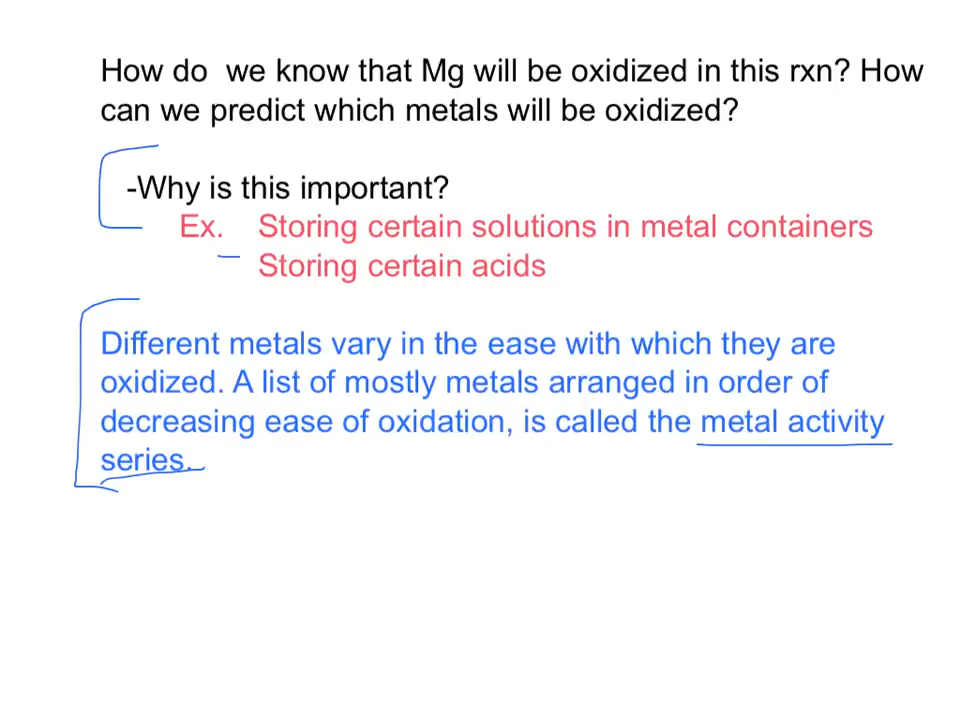 How do we know that Mg will be oxidized in this rxn? How
can we predict which metals will be oxidized?
-Why is this important?
Ex. Storing certain solutions in metal containers
Storing certain acids
Different metals vary in the ease with which they are
oxidized. A list of mostly metals arranged in order of
decreasing ease of oxidation, is called the metal activity
series.